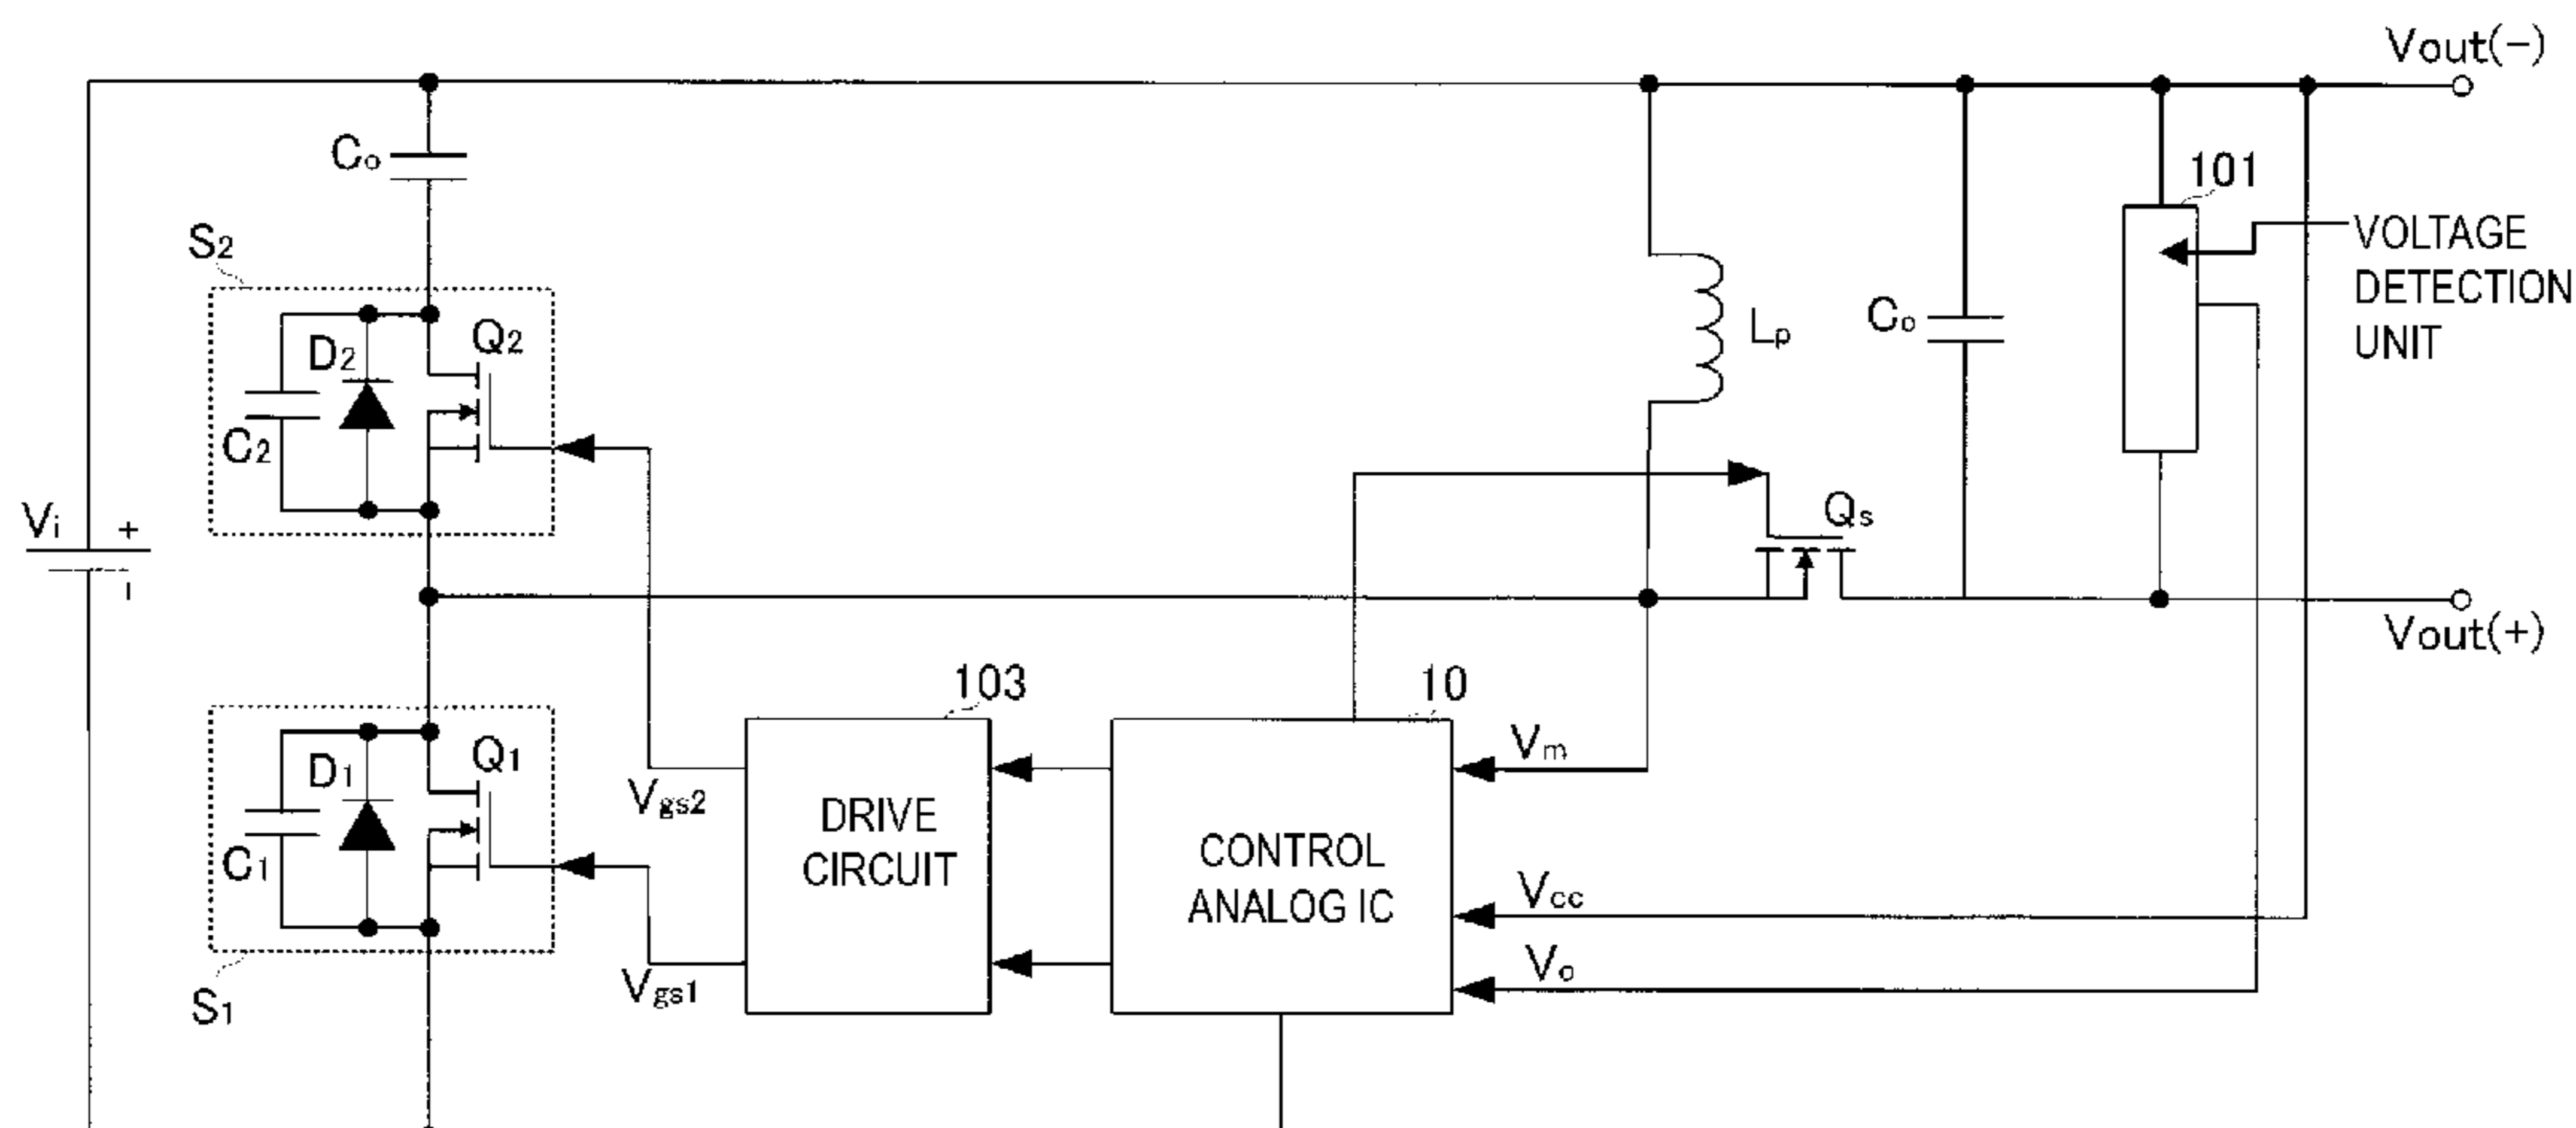 Vout(-)
Co
101
S2
VOLTAGE
DETECTION
UNIT
D2
Q2
C2
Lp
Co
Vi
+
-
Qs
Vout(+)
103
10
D1
Q1
C1
Vgs2
Vm
DRIVE
CIRCUIT
CONTROL
ANALOG IC
Vcc
Vo
Vgs1
S1